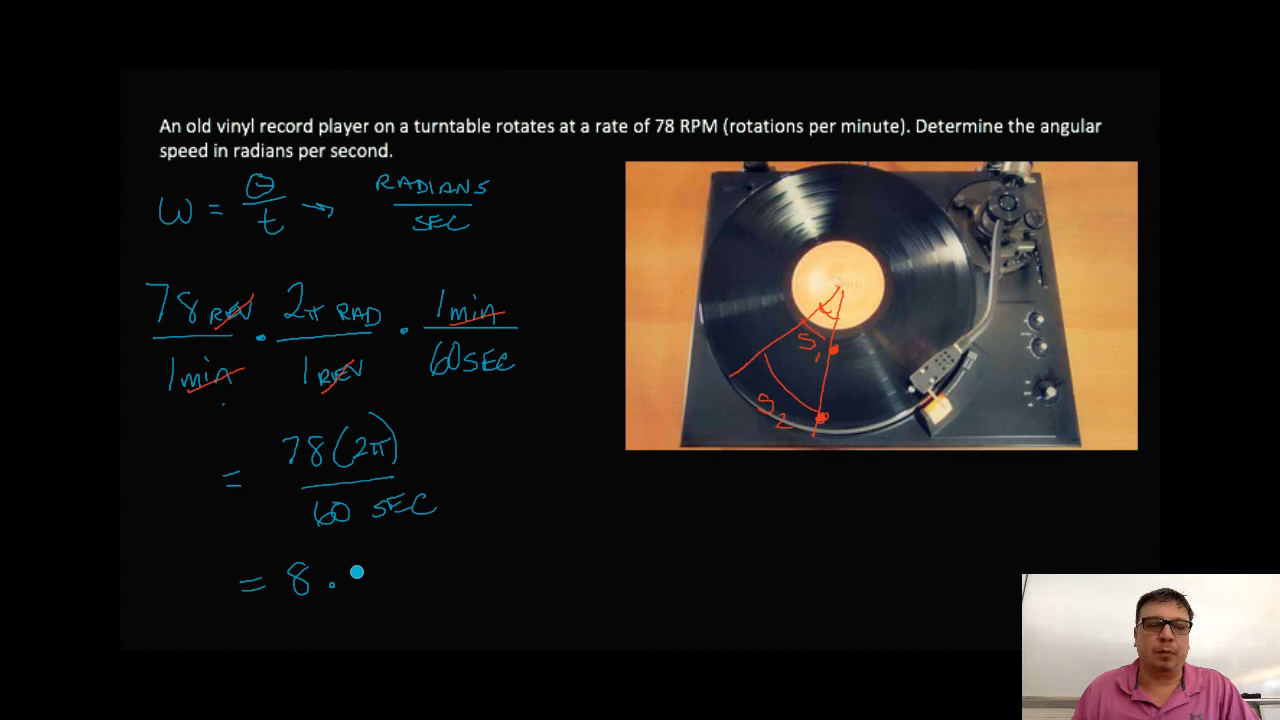 An old vinyl record player on a turntable rotates at a rate of 78 RPM (rotations per minute). Determine the angular
speed in radians per second.
ω = θ/t → RADIANS/SEC
78 REV/1 min · 2π RAD/1 REV · 1 min/60 SEC
= 78(2π)/60 SEC
= 8.
S1
S2